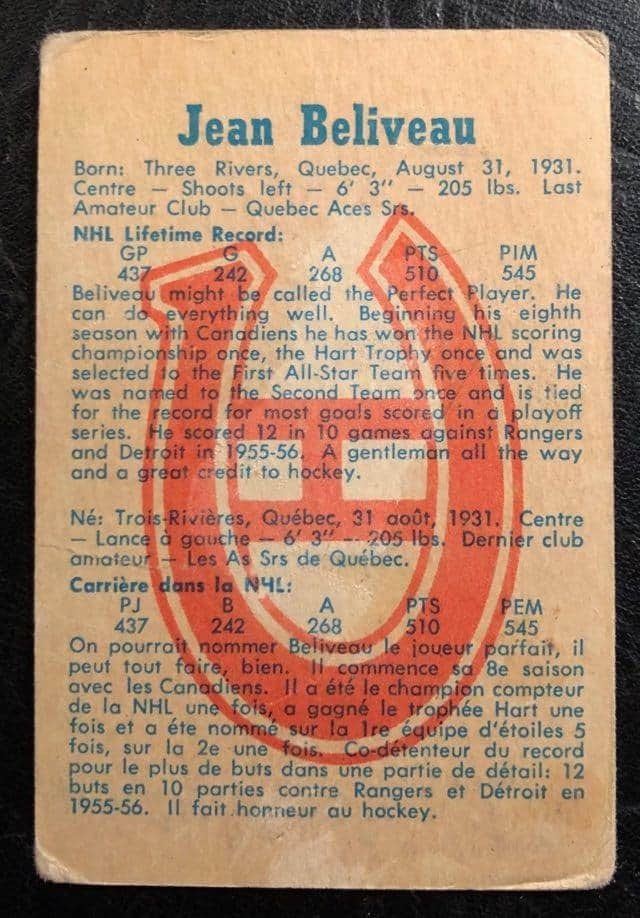 Jean Beliveau
Born: Three Rivers, Quebec, August 31, 1931.
Centre — Shoots left — 6' 3" — 205 lbs. Last
Amateur Club — Quebec Aces Srs.
NHL Lifetime Record:
GP G A PTS PIM
437 242 268 510 545
Beliveau might be called the Perfect Player. He
can do everything well. Beginning his eighth
season with Canadiens he has won the NHL scoring
championship once, the Hart Trophy once and was
selected to the First All-Star Team five times. He
was named to the Second Team once and is tied
for the record for most goals scored in a playoff
series. He scored 12 in 10 games against Rangers
and Detroit in 1955-56. A gentleman all the way
and a great credit to hockey.
Né: Trois-Rivières, Québec, 31 août, 1931. Centre
— Lance à gauche — 6' 3" — 205 lbs. Dernier club
amateur — Les As Srs de Québec.
Carrière dans la NHL:
PJ B A PTS PEM
437 242 268 510 545
On pourrait nommer Beliveau le joueur parfait, il
peut tout faire, bien. Il commence sa 8e saison
avec les Canadiens. Il a été le champion compteur
de la NHL une fois, a gagné le trophée Hart une
fois et a éte nommé sur la 1re équipe d'étoiles 5
fois, sur la 2e une fois. Co-détenteur du record
pour le plus de buts dans une partie de détail: 12
buts en 10 parties contre Rangers et Détroit en
1955-56. Il fait honneur au hockey.